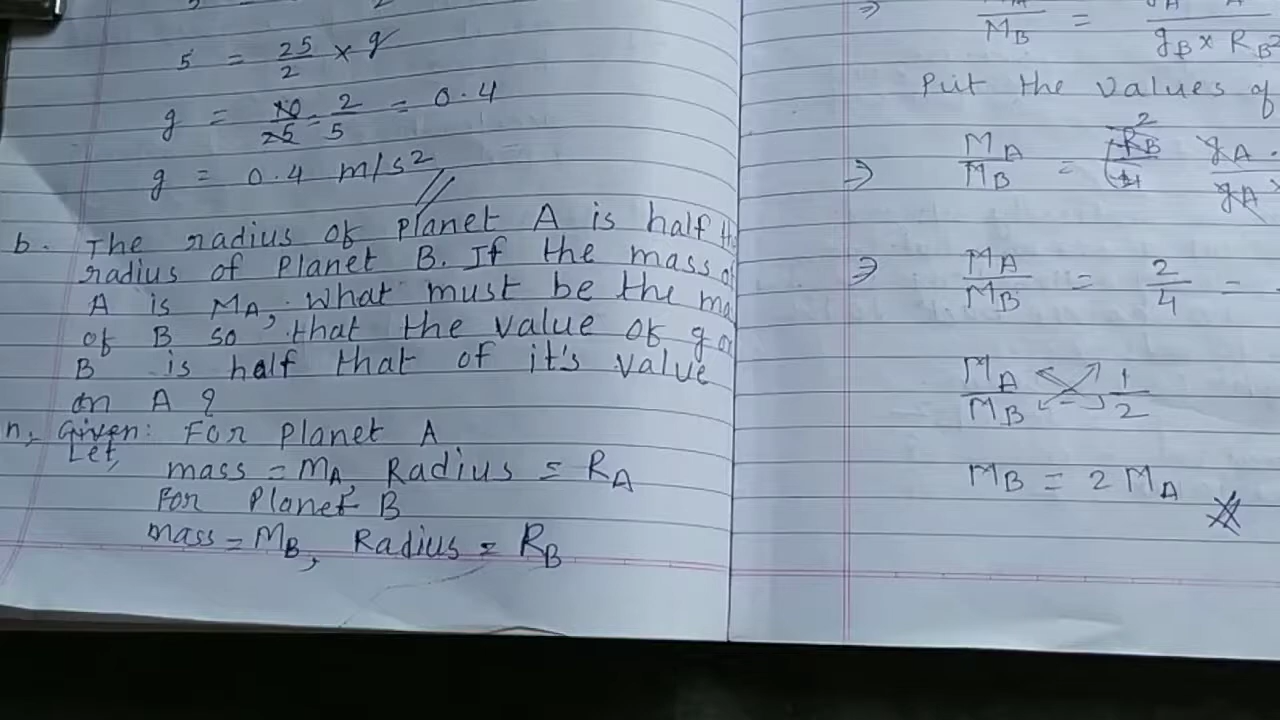 5 = 25/2 × g
g = 10/25 = 2/5 = 0.4
g = 0.4 m/s²
b. The radius of Planet A is half
radius of Planet B. If the mass of
A is MA, What must be the
of B so, that the value of g
B is half that of it's value
on A ?
Given: For Planet A
Let,
mass = MA, Radius = RA
For Planet B
mass = MB, Radius = RB
⇒ MA/MB =
gB × RB²
Put the values of
⇒ MA/MB =
⇒ MA/MB = 2/4 =
MA/MB 1/2
MB = 2 MA